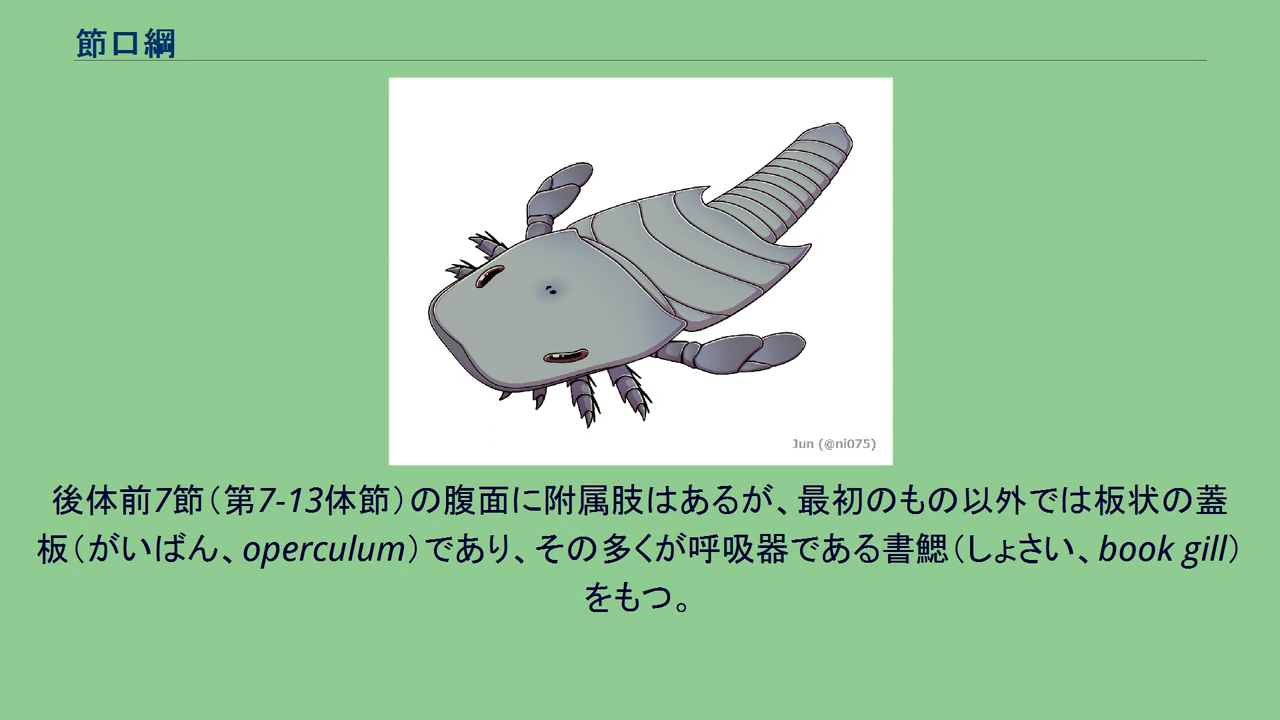 節口綱
Jun (@ni075)
後体前7節（第7-13体節）の腹面に附属肢はあるが、最初のもの以外では板状の蓋
板（がいばん、operculum）であり、その多くが呼吸器である書鰓（しょさい、book gill）
をもつ。